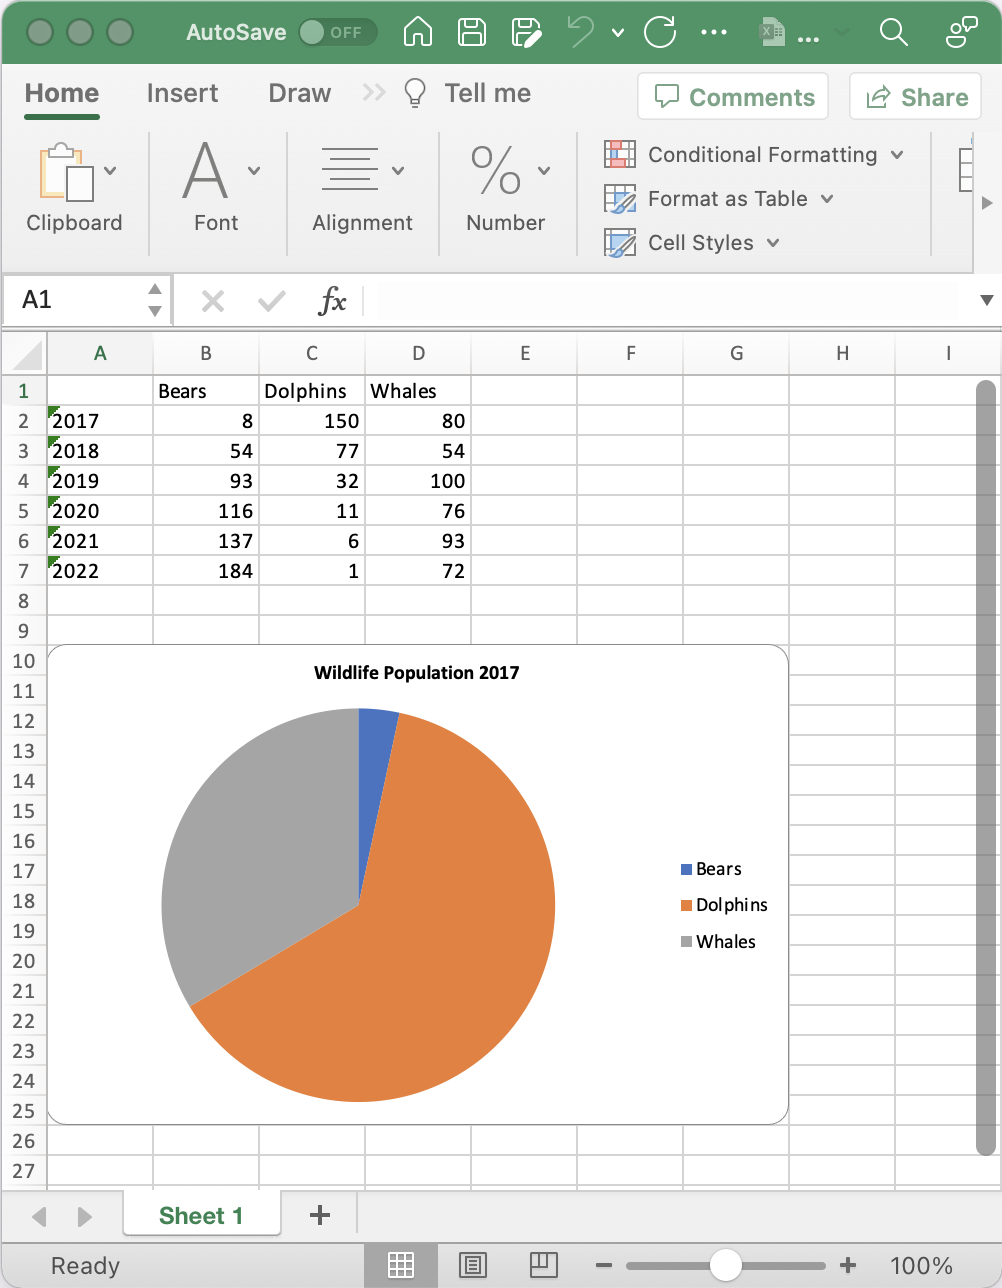 AutoSave OFF ... X ...
Home Insert Draw Tell me Comments Share
Clipboard Font Alignment % Number Conditional Formatting
Format as Table
Cell Styles
A1 fx
A B C D E F G H I
1 Bears Dolphins Whales
2 2017 8 150 80
3 2018 54 77 54
4 2019 93 32 100
5 2020 116 11 76
6 2021 137 6 93
7 2022 184 1 72
8
9
10
11
12
13
14
15
16
17
18
19
20
21
22
23
24
25
26
27
Wildlife Population 2017
Bears
Dolphins
Whales
Sheet 1 +
Ready 100%